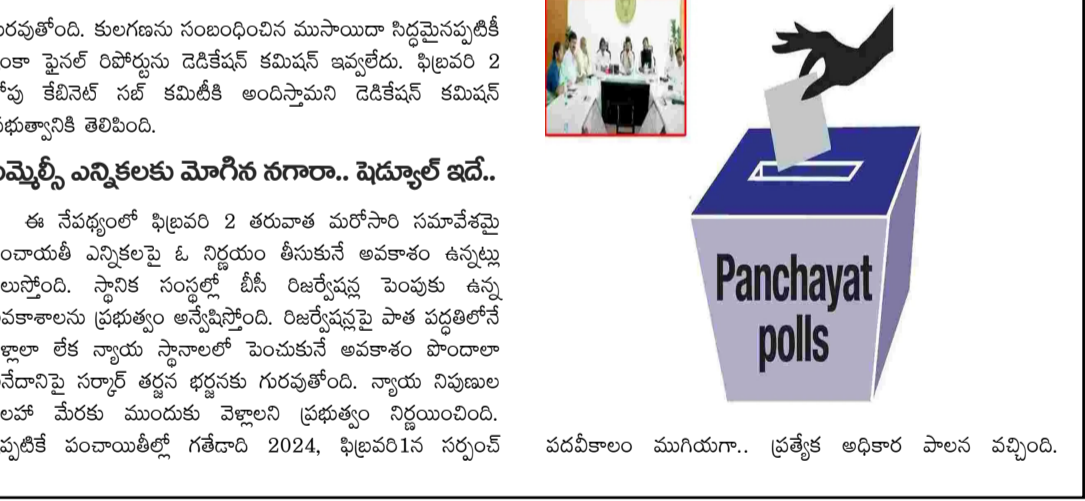 గురవుతోంది. కులగణను సంబంధించిన ముసాయిదా సిద్ధమైనప్పటికీ
ఇంకా ఫైనల్ రిపోర్టును డెడికేషన్ కమిషన్ ఇవ్వలేదు. ఫిబ్రవరి 2
లోపు కేబినెట్ సబ్ కమిటీకి అందిస్తామని డెడికేషన్ కమిషన్
ప్రభుత్వానికి తెలిపింది.
ఎమ్మెల్సీ ఎన్నికలకు మోగిన నగారా.. షెడ్యూల్ ఇదే..
ఈ నేపథ్యంలో ఫిబ్రవరి 2 తరువాత మరోసారి సమావేశమై
పంచాయతీ ఎన్నికలపై ఓ నిర్ణయం తీసుకునే అవకాశం ఉన్నట్లు
తెలుస్తోంది. స్థానిక సంస్థల్లో బీసీ రిజర్వేషన్ల పెంపుకు ఉన్న
అవకాశాలను ప్రభుత్వం అన్వేషిస్తోంది. రిజర్వేషన్లపై పాత పద్ధతిలోనే
వెళ్లాలా లేక న్యాయ స్థానాలలో పెంచుకునే అవకాశం పొందాలా
అనేదానిపై సర్కార్ తర్జన భర్జనకు గురవుతోంది. న్యాయ నిపుణుల
సలహా మేరకు ముందుకు వెళ్లాలని ప్రభుత్వం నిర్ణయించింది.
ఇప్పటికే పంచాయితీల్లో గతేడాది 2024, ఫిబ్రవరి1న సర్పంచ్
Panchayat
polls
పదవీకాలం ముగియగా.. ప్రత్యేక అధికార పాలన వచ్చింది.